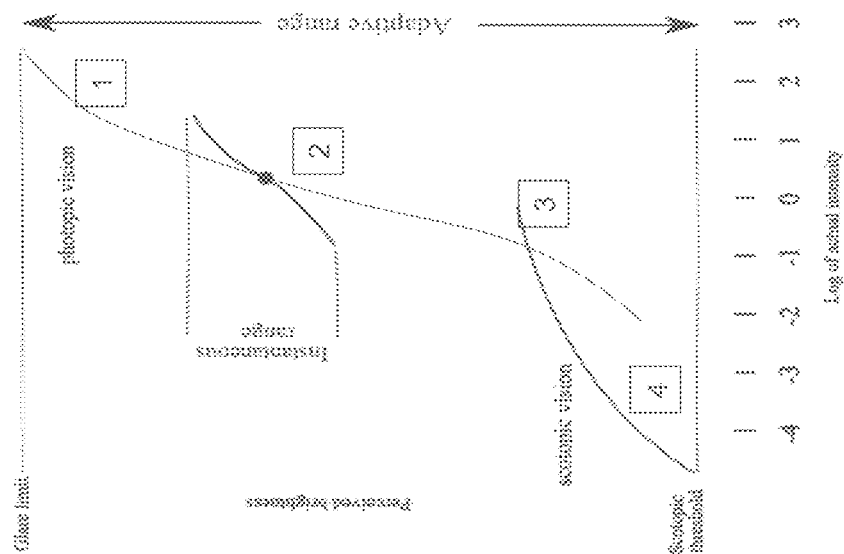 Glare limit
Adaptive range
3
2
1
0
-1
-2
-3
-4
Log of actual intensity
photopic vision
1
2
3
4
Instantaneous
range
scotopic vision
Perceived brightness
Scotopic
threshold